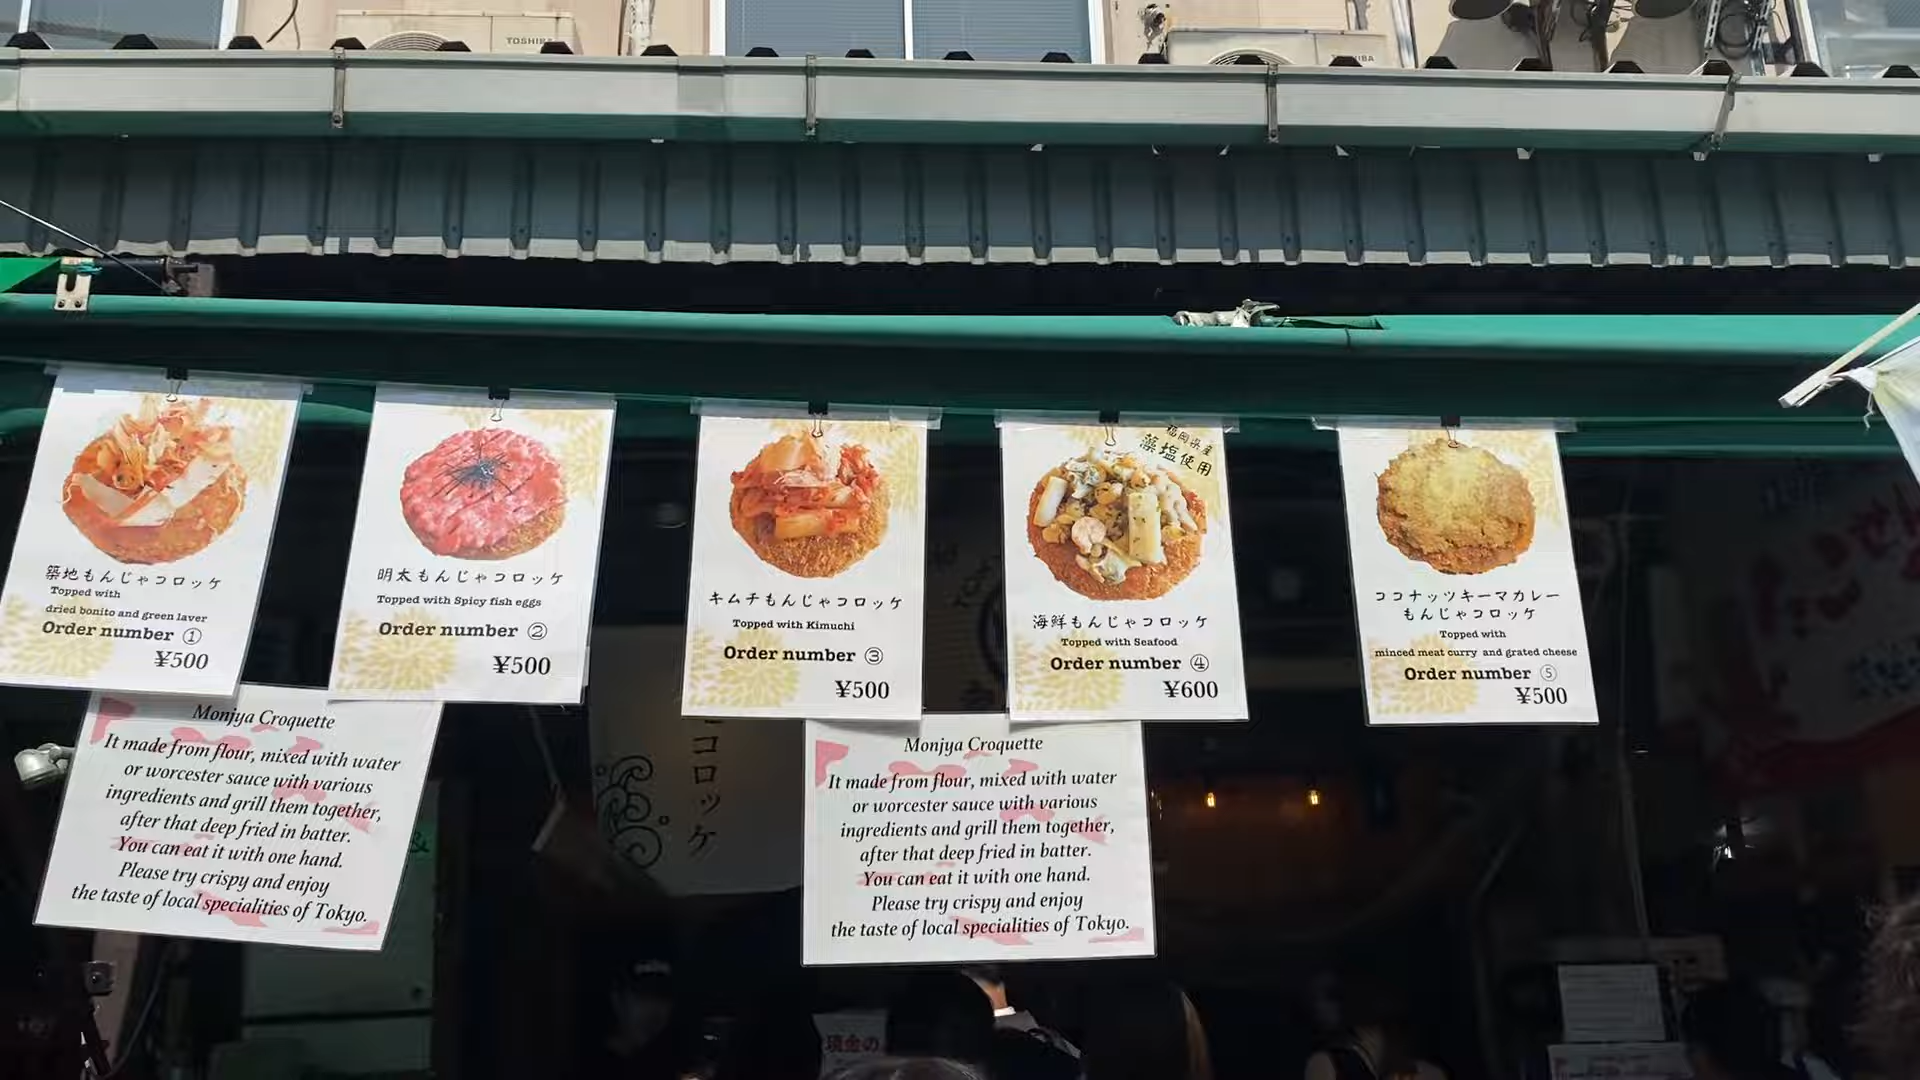 TOSHIBA
築地もんじゃコロッケ
Topped with
dried bonito and green laver
Order number ①
¥500
明太もんじゃコロッケ
Topped with Spicy fish eggs
Order number ②
¥500
キムチもんじゃコロッケ
Topped with Kimuchi
Order number ③
¥500
福岡県産
藻塩使用
海鮮もんじゃコロッケ
Topped with Seafood
Order number ④
¥600
ココナッツキーマカレー
もんじゃコロッケ
Topped with
minced meat curry and grated cheese
Order number ⑤
¥500
Monjya Croquette
It made from flour, mixed with water
or worcester sauce with various
ingredients and grill them together,
after that deep fried in batter.
You can eat it with one hand.
Please try crispy and enjoy
the taste of local specialities of Tokyo.
コロッケ
Monjya Croquette
It made from flour, mixed with water
or worcester sauce with various
ingredients and grill them together,
after that deep fried in batter.
You can eat it with one hand.
Please try crispy and enjoy
the taste of local specialities of Tokyo.
&
現金の